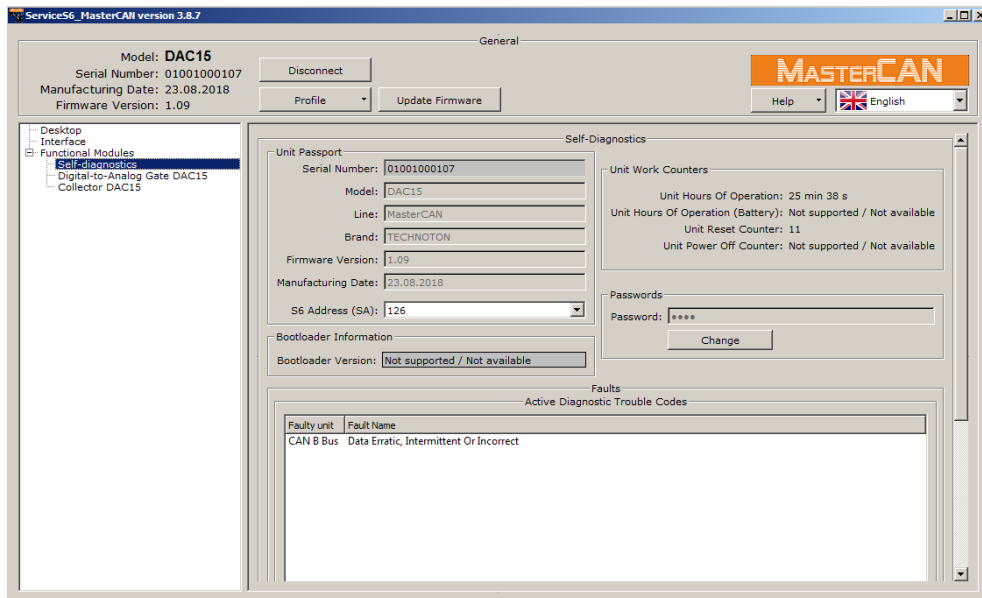 ServiceS6_MasterCAN version 3.8.7
General
Model: DAC15
Serial Number: 01001000107
Manufacturing Date: 23.08.2018
Firmware Version: 1.09
Disconnect
Profile
Update Firmware
MASTERCAN
Help
English
Desktop
Interface
Functional Modules
Self-diagnostics
Digital-to-Analog Gate DAC15
Collector DAC15
Self-Diagnostics
Unit Passport
Serial Number: 01001000107
Model: DAC15
Line: MasterCAN
Brand: TECHNOTON
Firmware Version: 1.09
Manufacturing Date: 23.08.2018
S6 Address (SA): 126
Bootloader Information
Bootloader Version: Not supported / Not available
Unit Work Counters
Unit Hours Of Operation: 25 min 38 s
Unit Hours Of Operation (Battery): Not supported / Not available
Unit Reset Counter: 11
Unit Power Off Counter: Not supported / Not available
Passwords
Password: ••••
Change
Faults
Active Diagnostic Trouble Codes
Faulty unit Fault Name
CAN B Bus Data Erratic, Intermittent Or Incorrect